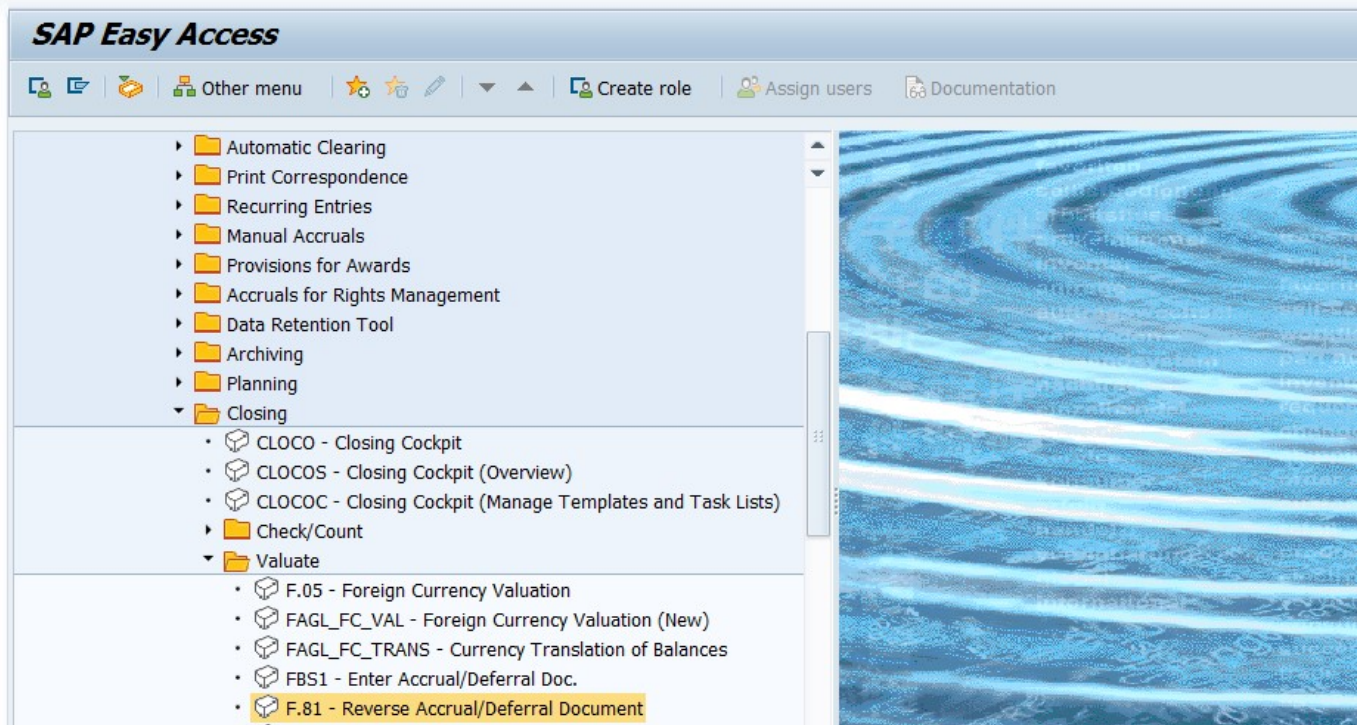 SAP Easy Access
Other menu Create role Assign users Documentation
Automatic Clearing
Print Correspondence
Recurring Entries
Manual Accruals
Provisions for Awards
Accruals for Rights Management
Data Retention Tool
Archiving
Planning
Closing
CLOCO - Closing Cockpit
CLOCOS - Closing Cockpit (Overview)
CLOCOC - Closing Cockpit (Manage Templates and Task Lists)
Check/Count
Valuate
F.05 - Foreign Currency Valuation
FAGL_FC_VAL - Foreign Currency Valuation (New)
FAGL_FC_TRANS - Currency Translation of Balances
FBS1 - Enter Accrual/Deferral Doc.
F.81 - Reverse Accrual/Deferral Document